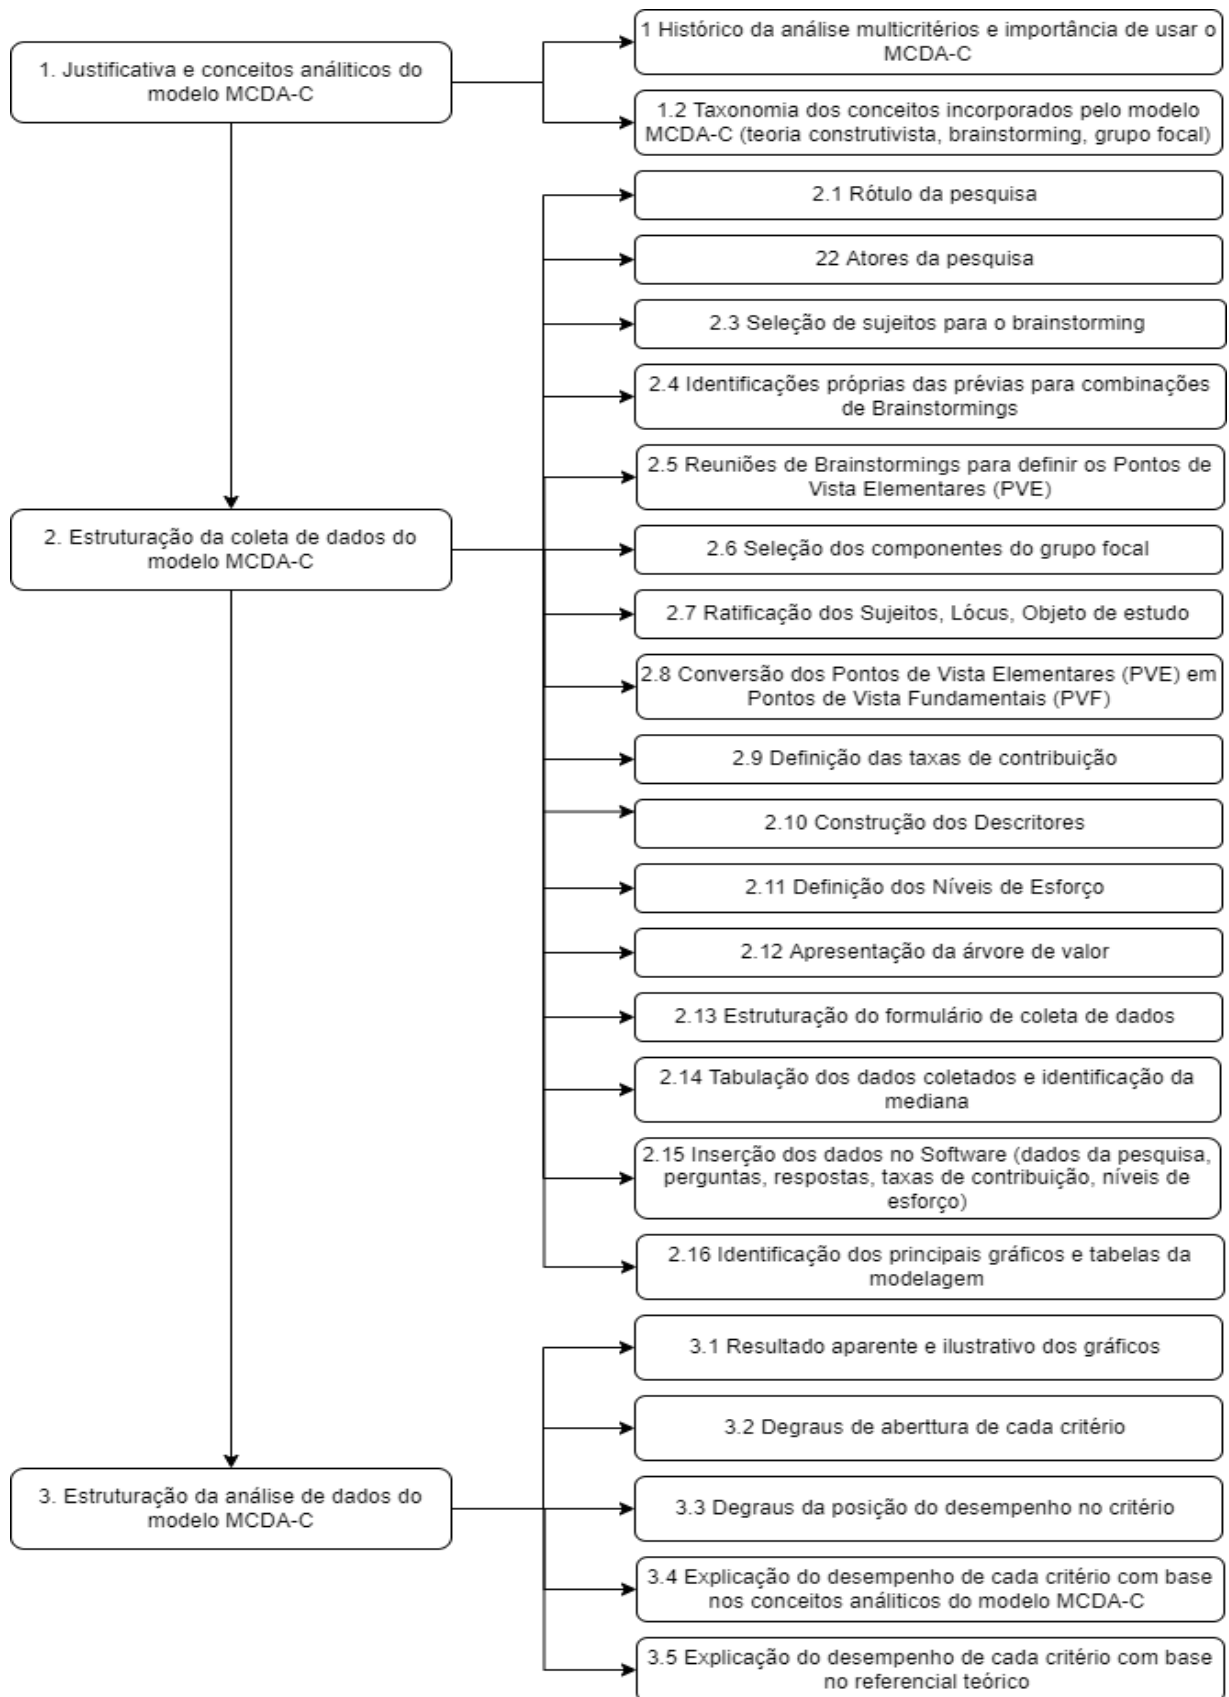 1. Justificativa e conceitos análiticos do
modelo MCDA-C
1 Histórico da análise multicritérios e importância de usar o
MCDA-C
1.2 Taxonomia dos conceitos incorporados pelo modelo
MCDA-C (teoria construtivista, brainstorming, grupo focal)
2. Estruturação da coleta de dados do
modelo MCDA-C
2.1 Rótulo da pesquisa
22 Atores da pesquisa
2.3 Seleção de sujeitos para o brainstorming
2.4 Identificações próprias das prévias para combinações
de Brainstormings
2.5 Reuniões de Brainstormings para definir os Pontos de
Vista Elementares (PVE)
2.6 Seleção dos componentes do grupo focal
2.7 Ratificação dos Sujeitos, Lócus, Objeto de estudo
2.8 Conversão dos Pontos de Vista Elementares (PVE) em
Pontos de Vista Fundamentais (PVF)
2.9 Definição das taxas de contribuição
2.10 Construção dos Descritores
2.11 Definição dos Níveis de Esforço
2.12 Apresentação da árvore de valor
2.13 Estruturação do formulário de coleta de dados
2.14 Tabulação dos dados coletados e identificação da
mediana
2.15 Inserção dos dados no Software (dados da pesquisa,
perguntas, respostas, taxas de contribuição, níveis de
esforço)
2.16 Identificação dos principais gráficos e tabelas da
modelagem
3. Estruturação da análise de dados do
modelo MCDA-C
3.1 Resultado aparente e ilustrativo dos gráficos
3.2 Degraus de aberttura de cada critério
3.3 Degraus da posição do desempenho no critério
3.4 Explicação do desempenho de cada critério com base
nos conceitos análiticos do modelo MCDA-C
3.5 Explicação do desempenho de cada critério com base
no referencial teórico